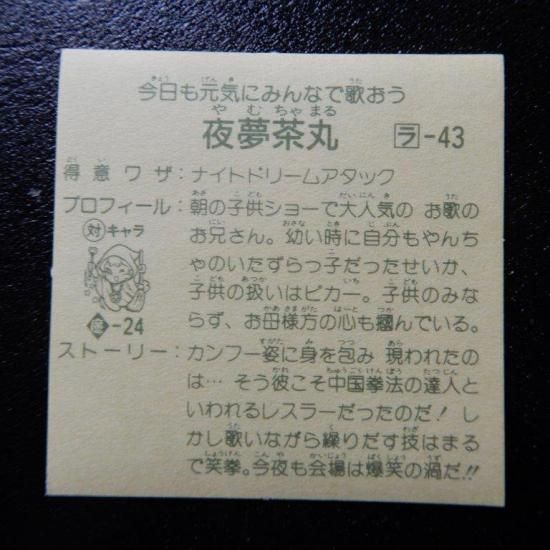 今日も元気にみんなで歌おう
夜夢茶丸 ラ-43
得意ワザ：ナイトドリームアタック
プロフィール：朝の子供ショーで大人気の お歌の
対キャラ お兄さん。幼い時に自分もやんち
ゃのいたずらっ子だったせいか、
子供の扱いはピカ一。子供のみな
-24 らず、お母様方の心も摑んでいる。
ストーリー：カンフー姿に身を包み 現われたの
は… そう彼こそ中国拳法の達人と
いわれるレスラーだったのだ！ し
かし歌いながら繰りだす技はまる
で笑拳。今夜も会場は爆笑の渦だ!!